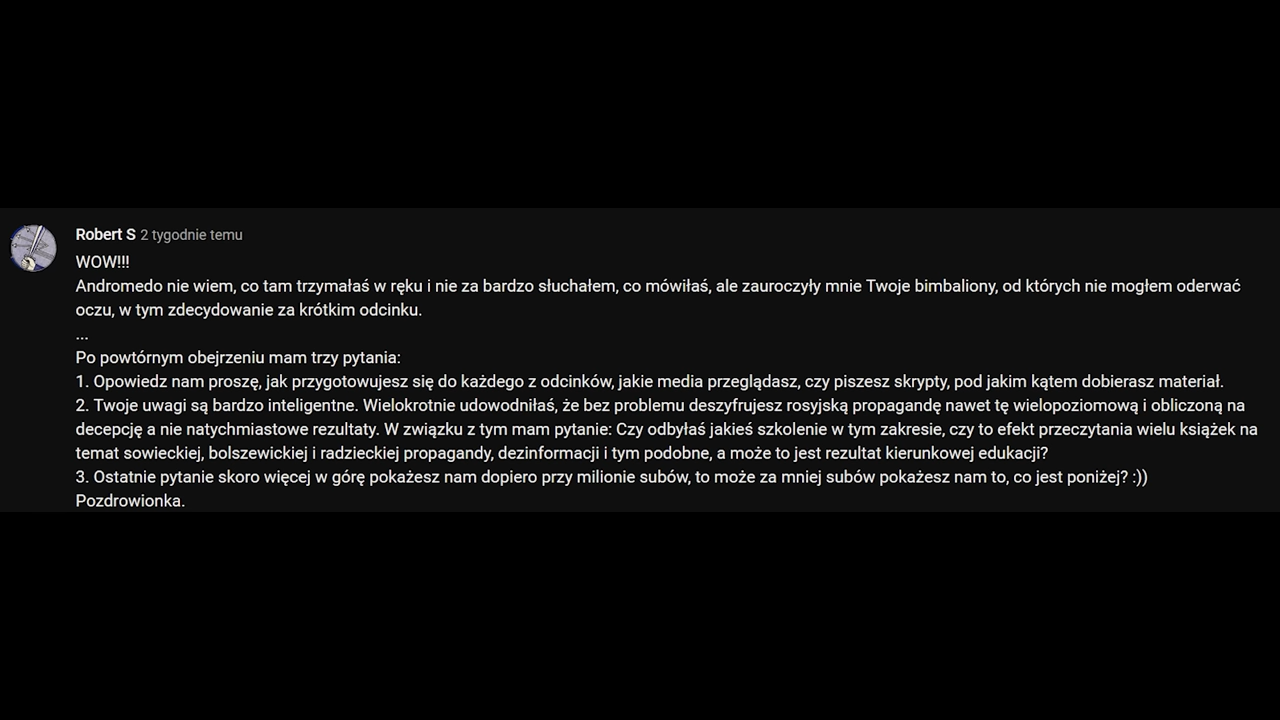 Robert S 2 tygodnie temu
WOW!!!
Andromedo nie wiem, co tam trzymałaś w ręku i nie za bardzo słuchałem, co mówiłaś, ale zauroczyły mnie Twoje bimbaliony, od których nie mogłem oderwać
oczu, w tym zdecydowanie za krótkim odcinku.
...
Po powtórnym obejrzeniu mam trzy pytania:
1. Opowiedz nam proszę, jak przygotowujesz się do każdego z odcinków, jakie media przeglądasz, czy piszesz skrypty, pod jakim kątem dobierasz materiał.
2. Twoje uwagi są bardzo inteligentne. Wielokrotnie udowodniłaś, że bez problemu deszyfrujesz rosyjską propagandę nawet tę wielopoziomową i obliczoną na
decepcję a nie natychmiastowe rezultaty. W związku z tym mam pytanie: Czy odbyłaś jakieś szkolenie w tym zakresie, czy to efekt przeczytania wielu książek na
temat sowieckiej, bolszewickiej i radzieckiej propagandy, dezinformacji i tym podobne, a może to jest rezultat kierunkowej edukacji?
3. Ostatnie pytanie skoro więcej w górę pokażesz nam dopiero przy milionie subów, to może za mniej subów pokażesz nam to, co jest poniżej? :))
Pozdrowionka.